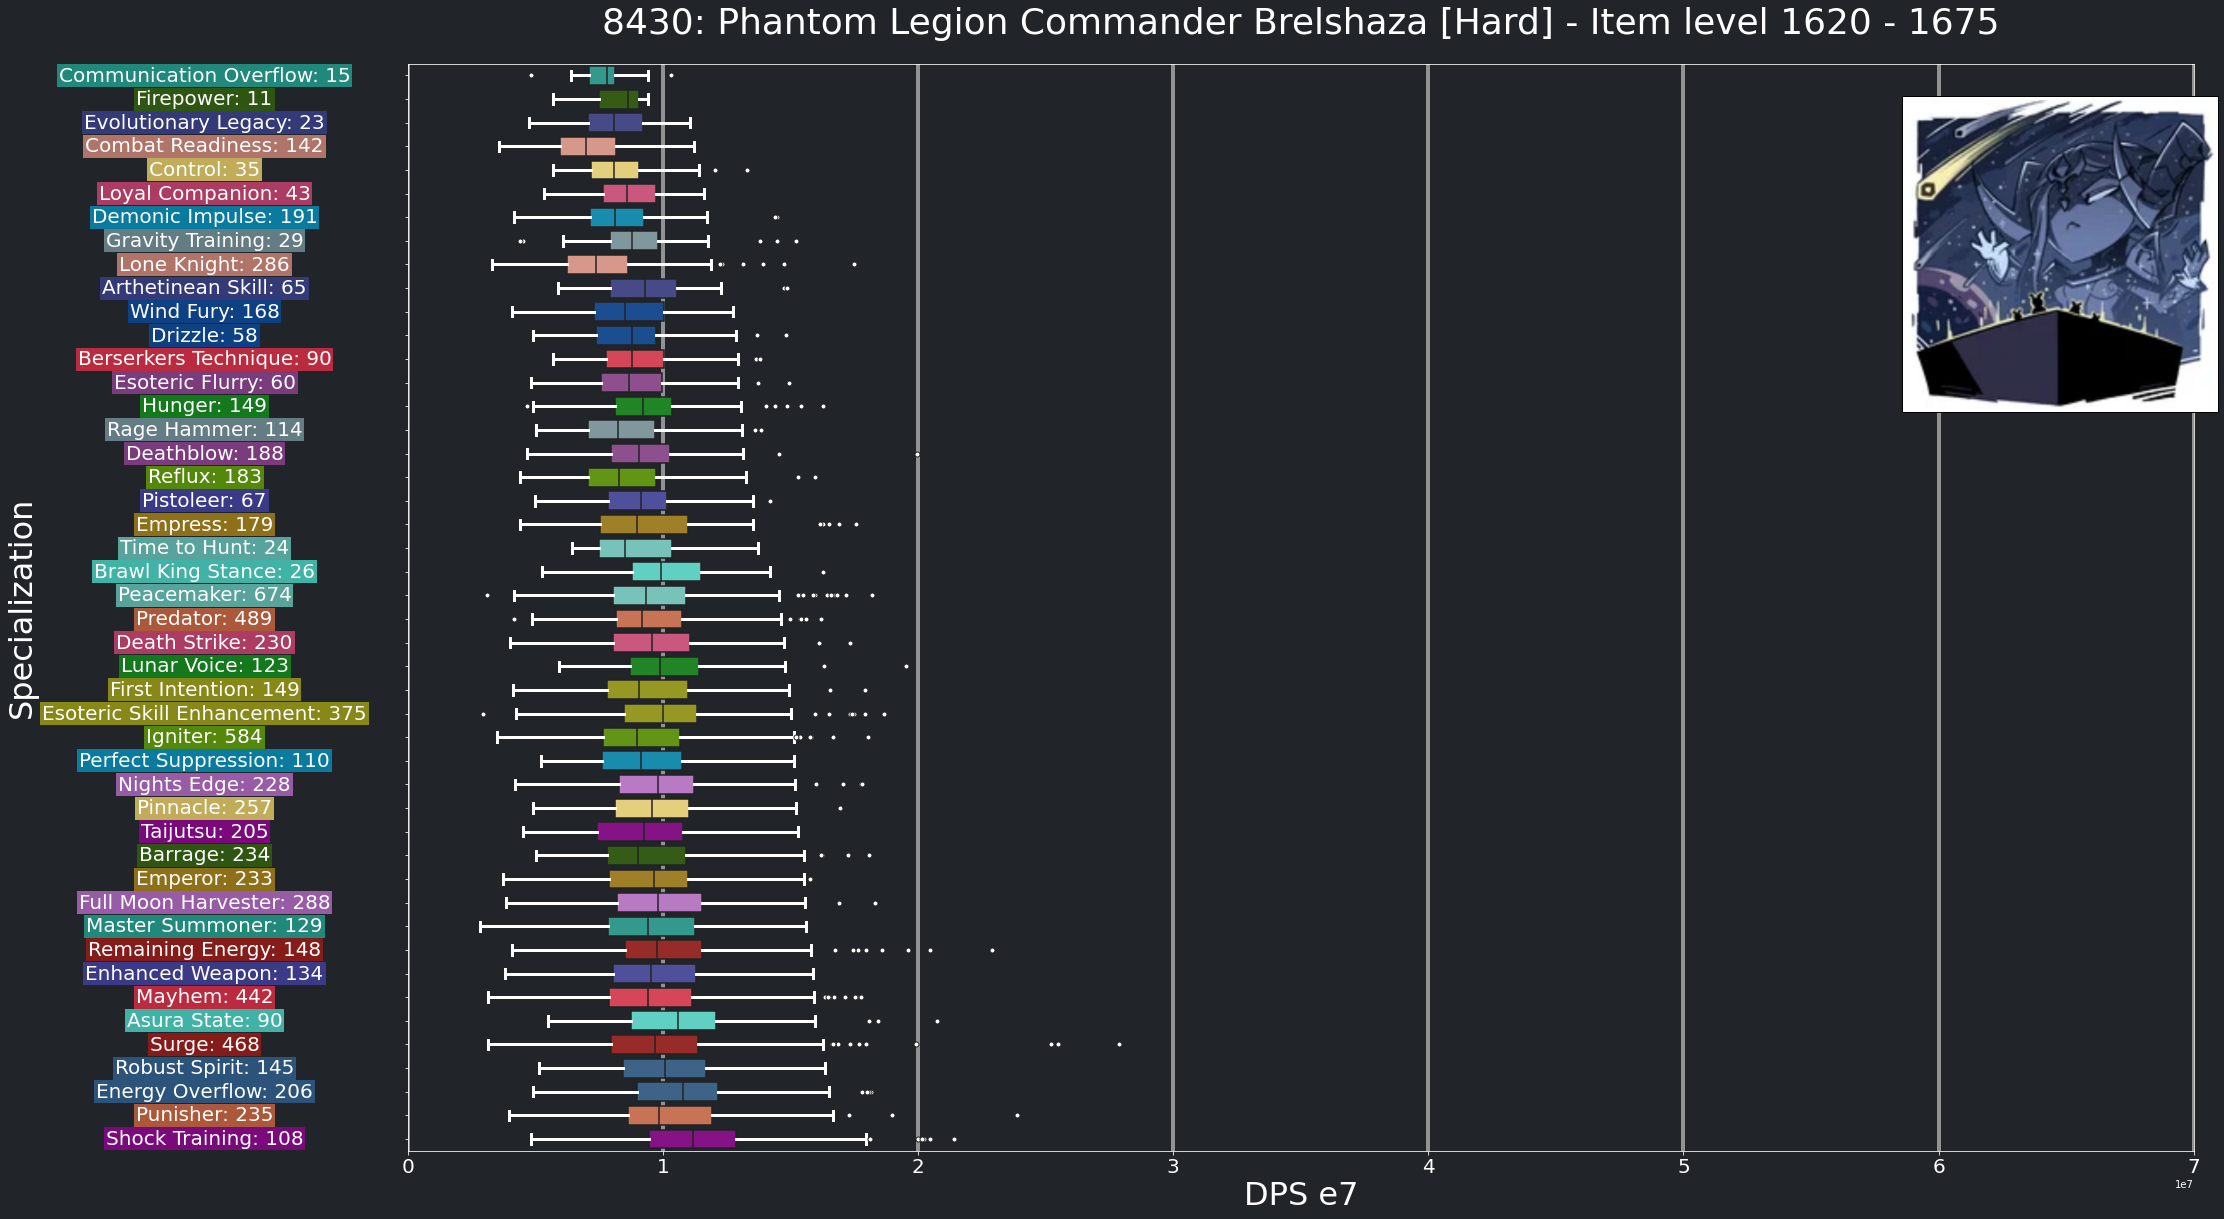 8430: Phantom Legion Commander Brelshaza [Hard] - Item level 1620 - 1675
Specialization
Communication Overflow: 15
Firepower: 11
Evolutionary Legacy: 23
Combat Readiness: 142
Control: 35
Loyal Companion: 43
Demonic Impulse: 191
Gravity Training: 29
Lone Knight: 286
Arthetinean Skill: 65
Wind Fury: 168
Drizzle: 58
Berserkers Technique: 90
Esoteric Flurry: 60
Hunger: 149
Rage Hammer: 114
Deathblow: 188
Reflux: 183
Pistoleer: 67
Empress: 179
Time to Hunt: 24
Brawl King Stance: 26
Peacemaker: 674
Predator: 489
Death Strike: 230
Lunar Voice: 123
First Intention: 149
Esoteric Skill Enhancement: 375
Igniter: 584
Perfect Suppression: 110
Nights Edge: 228
Pinnacle: 257
Taijutsu: 205
Barrage: 234
Emperor: 233
Full Moon Harvester: 288
Master Summoner: 129
Remaining Energy: 148
Enhanced Weapon: 134
Mayhem: 442
Asura State: 90
Surge: 468
Robust Spirit: 145
Energy Overflow: 206
Punisher: 235
Shock Training: 108
0 1 2 3 4 5 6 7
1e7
DPS e7